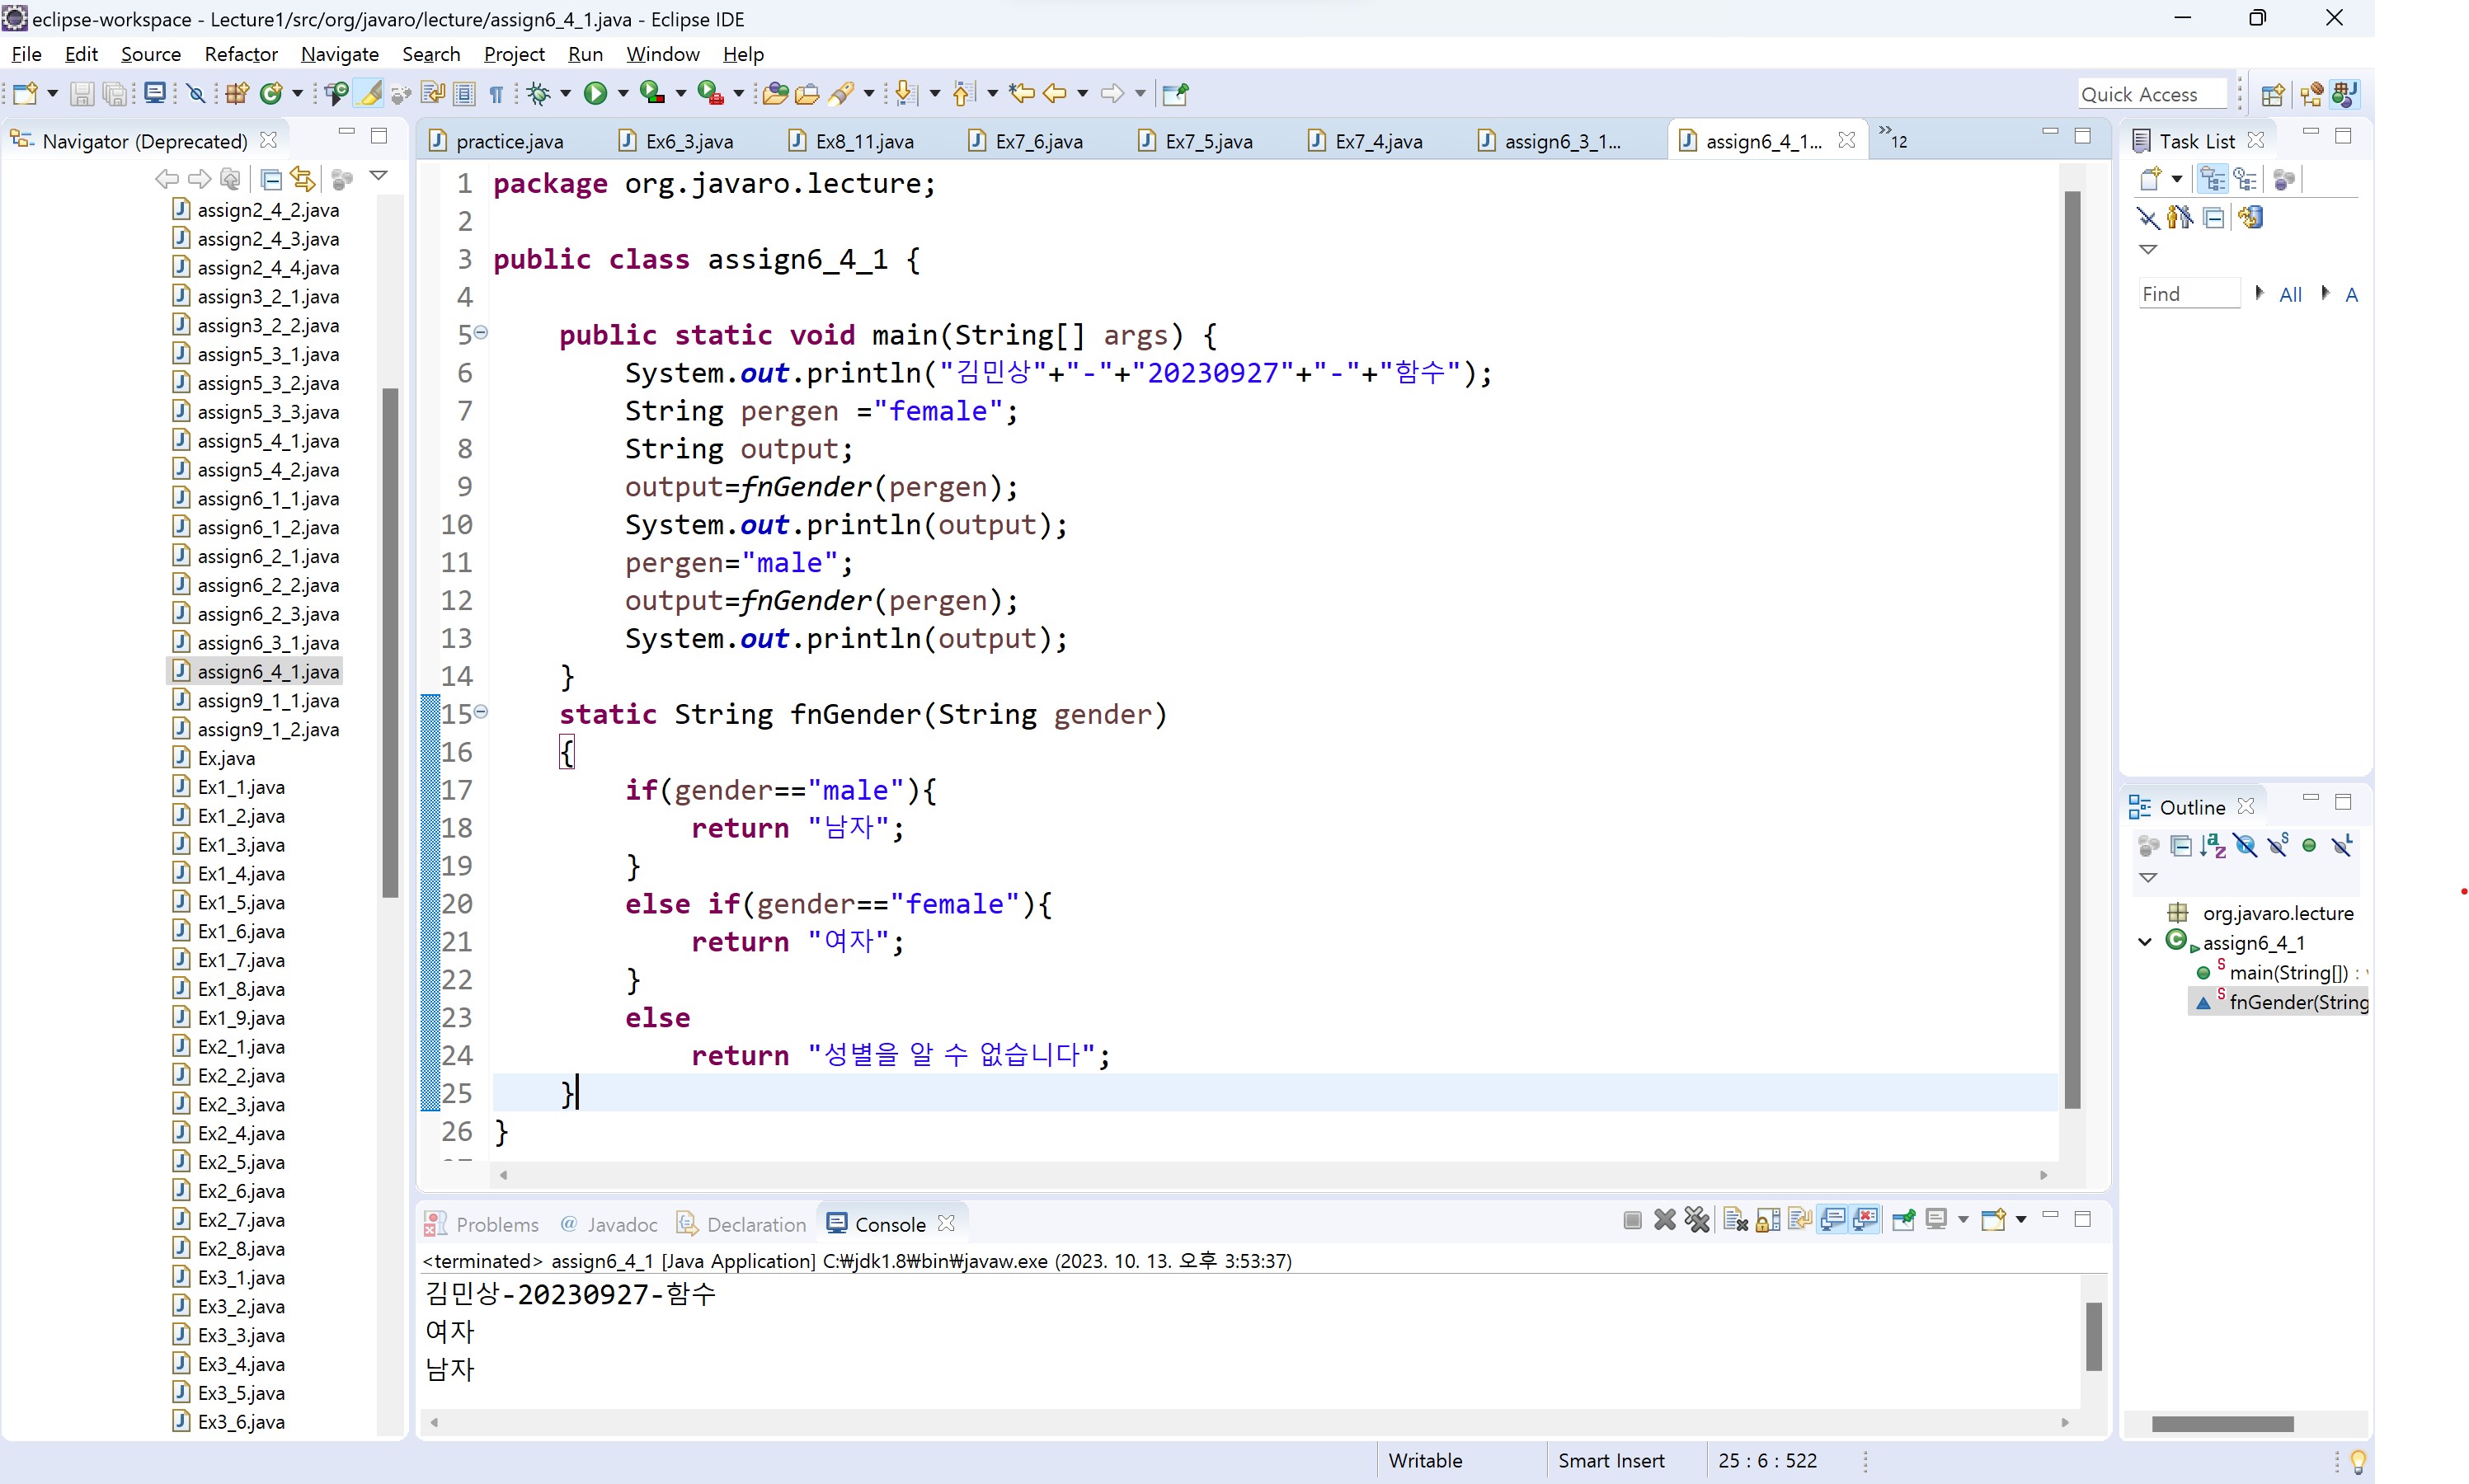 eclipse-workspace - Lecture1/src/org/javaro/lecture/assign6_4_1.java - Eclipse IDE
File Edit Source Refactor Navigate Search Project Run Window Help
Quick Access
Navigator (Deprecated)
assign2_4_2.java
assign2_4_3.java
assign2_4_4.java
assign3_2_1.java
assign3_2_2.java
assign5_3_1.java
assign5_3_2.java
assign5_3_3.java
assign5_4_1.java
assign5_4_2.java
assign6_1_1.java
assign6_1_2.java
assign6_2_1.java
assign6_2_2.java
assign6_2_3.java
assign6_3_1.java
assign6_4_1.java
assign9_1_1.java
assign9_1_2.java
Ex.java
Ex1_1.java
Ex1_2.java
Ex1_3.java
Ex1_4.java
Ex1_5.java
Ex1_6.java
Ex1_7.java
Ex1_8.java
Ex1_9.java
Ex2_1.java
Ex2_2.java
Ex2_3.java
Ex2_4.java
Ex2_5.java
Ex2_6.java
Ex2_7.java
Ex2_8.java
Ex3_1.java
Ex3_2.java
Ex3_3.java
Ex3_4.java
Ex3_5.java
Ex3_6.java
practice.java Ex6_3.java Ex8_11.java Ex7_6.java Ex7_5.java Ex7_4.java assign6_3_1... assign6_4_1... »12
1 package org.javaro.lecture;
2
3 public class assign6_4_1 {
4
5 public static void main(String[] args) {
6 System.out.println("김민상"+"-"+"20230927"+"-"+"함수");
7 String pergen ="female";
8 String output;
9 output=fnGender(pergen);
10 System.out.println(output);
11 pergen="male";
12 output=fnGender(pergen);
13 System.out.println(output);
14 }
15 static String fnGender(String gender)
16 {
17 if(gender=="male"){
18 return "남자";
19 }
20 else if(gender=="female"){
21 return "여자";
22 }
23 else
24 return "성별을 알 수 없습니다";
25 }
26 }
Problems @ Javadoc Declaration Console
<terminated> assign6_4_1 [Java Application] C:₩jdk1.8₩bin₩javaw.exe (2023. 10. 13. 오후 3:53:37)
김민상-20230927-함수
여자
남자
Task List
Find All A
Outline
org.javaro.lecture
assign6_4_1
main(String[]) :
fnGender(String
Writable Smart Insert 25 : 6 : 522